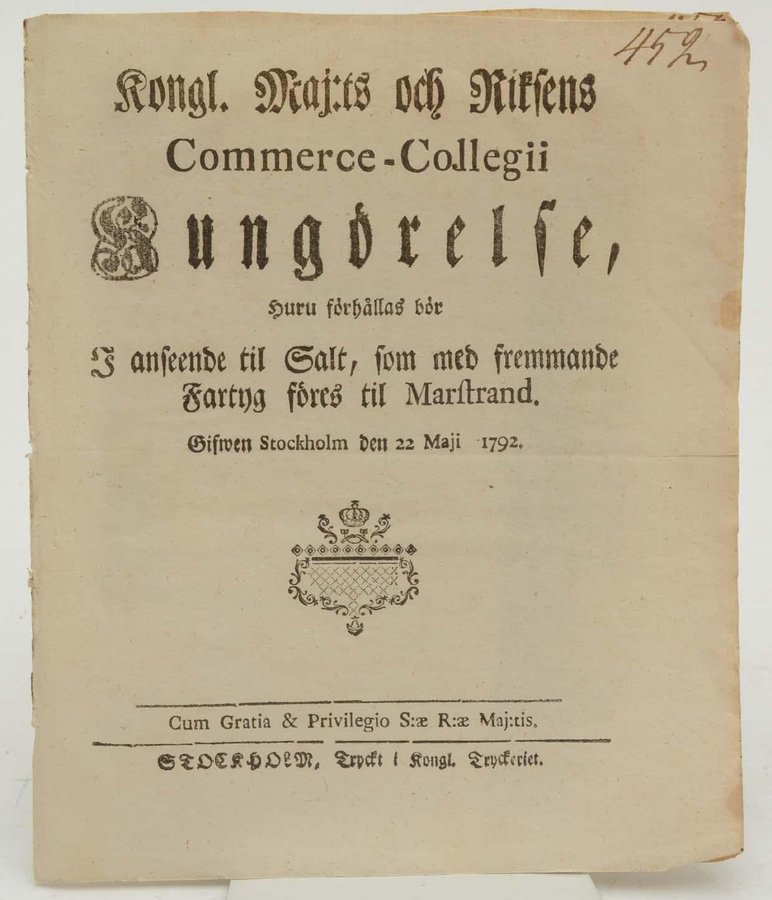 452
Kongl. Maj:ts och Riksens
Commerce-Collegii
Kungörelse,
Huru förhållas bör
I anseende til Salt, som med fremmande
Fartyg föres til Marstrand.
Gifwen Stockholm den 22 Maji 1792.
Cum Gratia & Privilegio S:æ R:æ Maj:tis.
STOCKHOLM, Tryckt i Kongl. Tryckeriet.